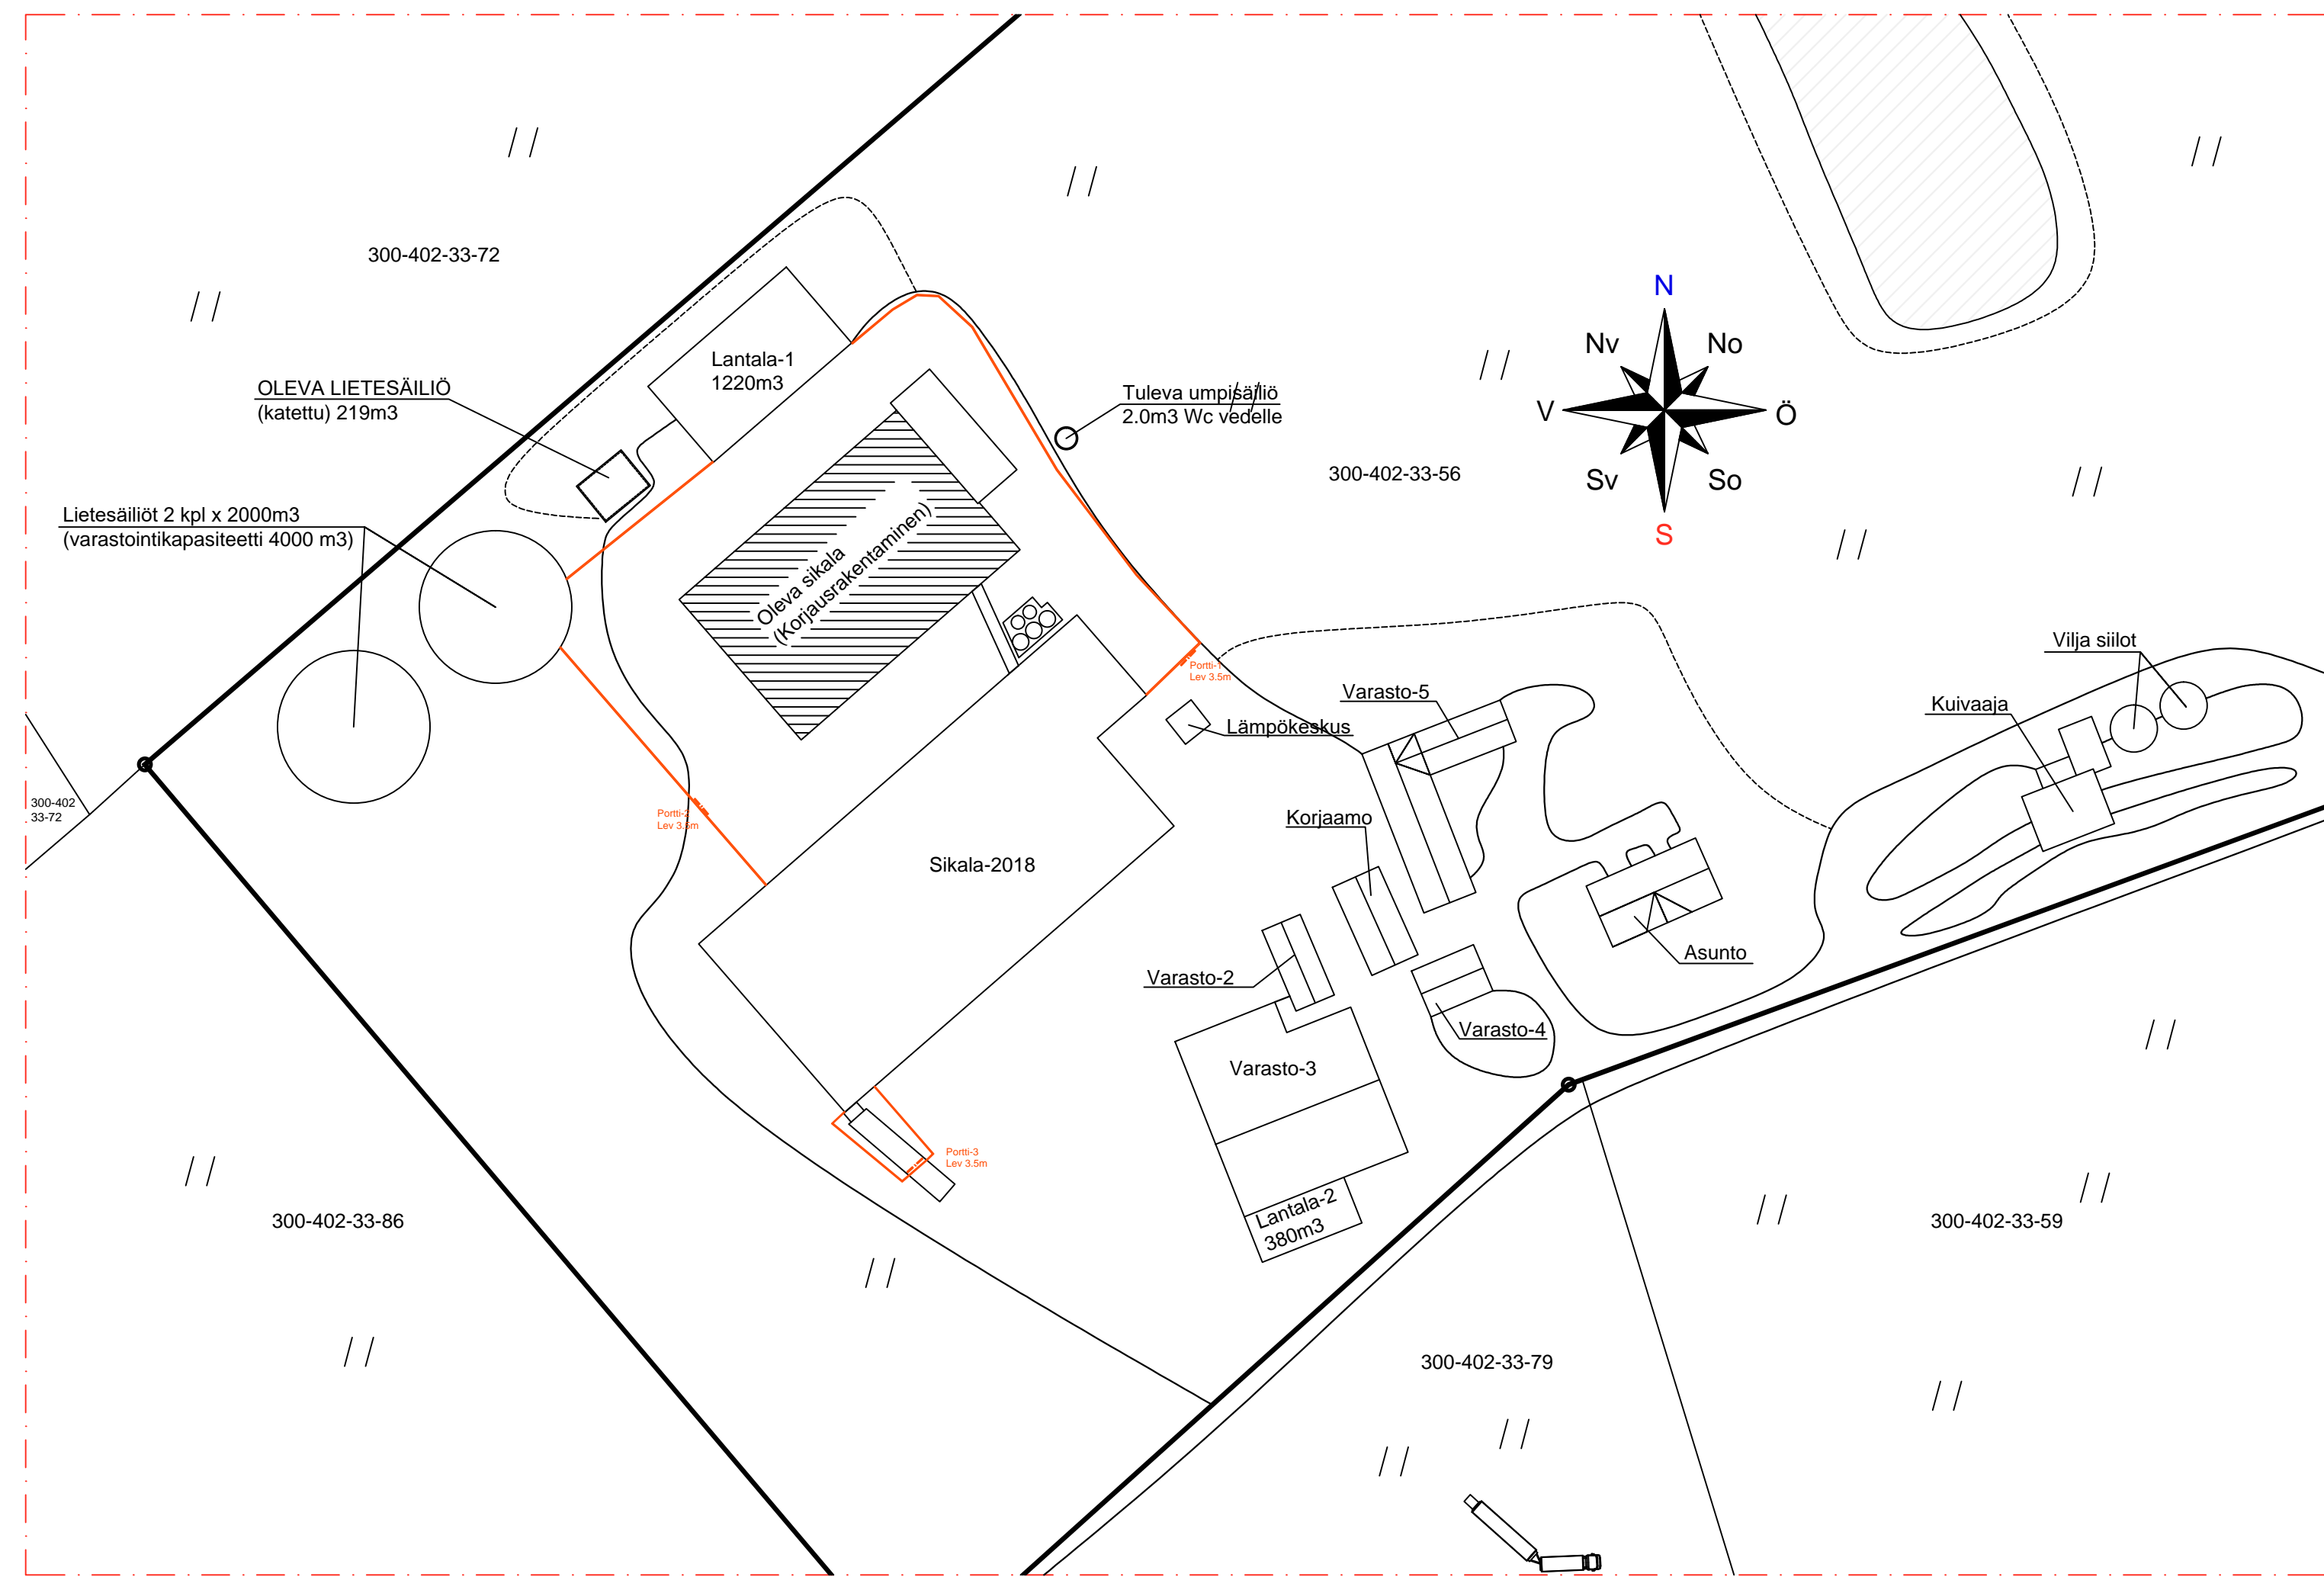 300-402-33-72
N
Nv
No
V
Ö
Sv
So
S
Lantala-1
1220m3
OLEVA LIETESÄILIÖ
(katettu) 219m3
Tuleva umpisäiliö
2.0m3 Wc vedelle
300-402-33-56
Lietesäiliöt 2 kpl x 2000m3
(varastointikapasiteetti 4000 m3)
Oleva sikala
(Korjausrakentaminen)
Vilja siilot
Portti-1
Lev 3.5m
Varasto-5
Kuivaaja
Lämpökeskus
300-402
33-72
Portti-2
Lev 3.5m
Korjaamo
Sikala-2018
Asunto
Varasto-2
Varasto-4
Varasto-3
Portti-3
Lev 3.5m
Lantala-2
380m3
300-402-33-86
300-402-33-59
300-402-33-79